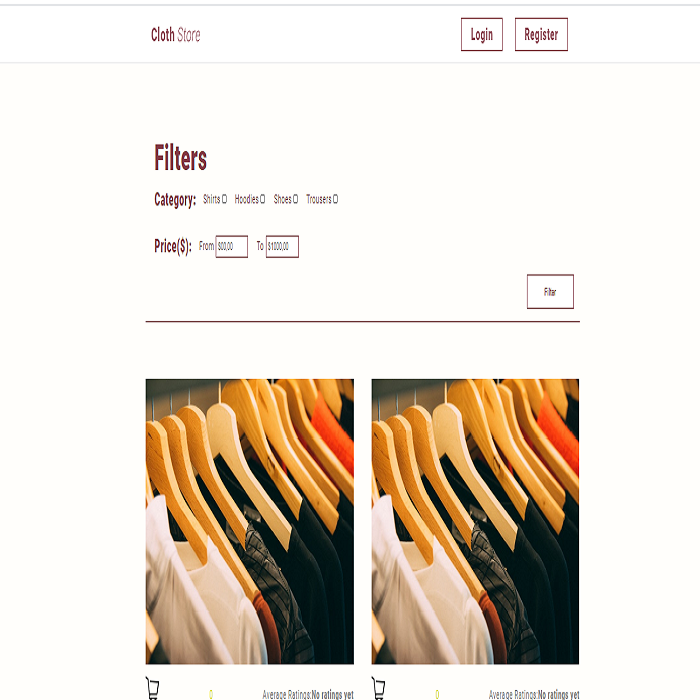 Cloth Store Login Register
Filters
Category: Shirts Hoodies Shoes Trousers
Price($): From $00,00 To $1000,00
Filter
0 Average Ratings:No ratings yet 0 Average Ratings:No ratings yet